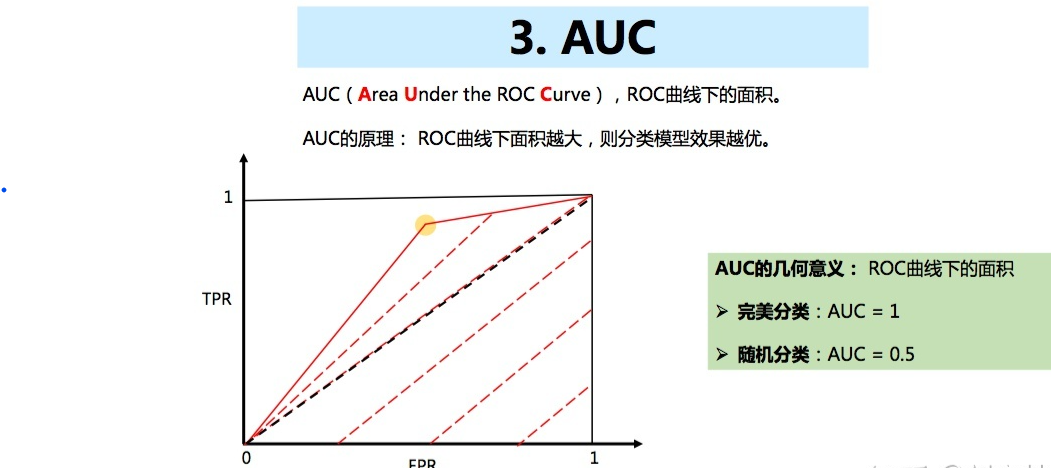 3. AUC
AUC（Area Under the ROC Curve），ROC曲线下的面积。
AUC的原理： ROC曲线下面积越大，则分类模型效果越优。
1
TPR
AUC的几何意义： ROC曲线下的面积
➢ 完美分类：AUC = 1
➢ 随机分类：AUC = 0.5
0
1
FPR